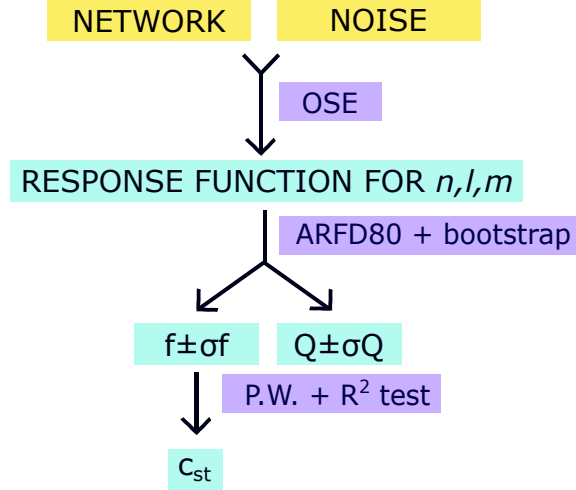 NETWORK NOISE
OSE
RESPONSE FUNCTION FOR n,l,m
ARFD80 + bootstrap
f±σf Q±σQ
P.W. + R² test
cₛₜ